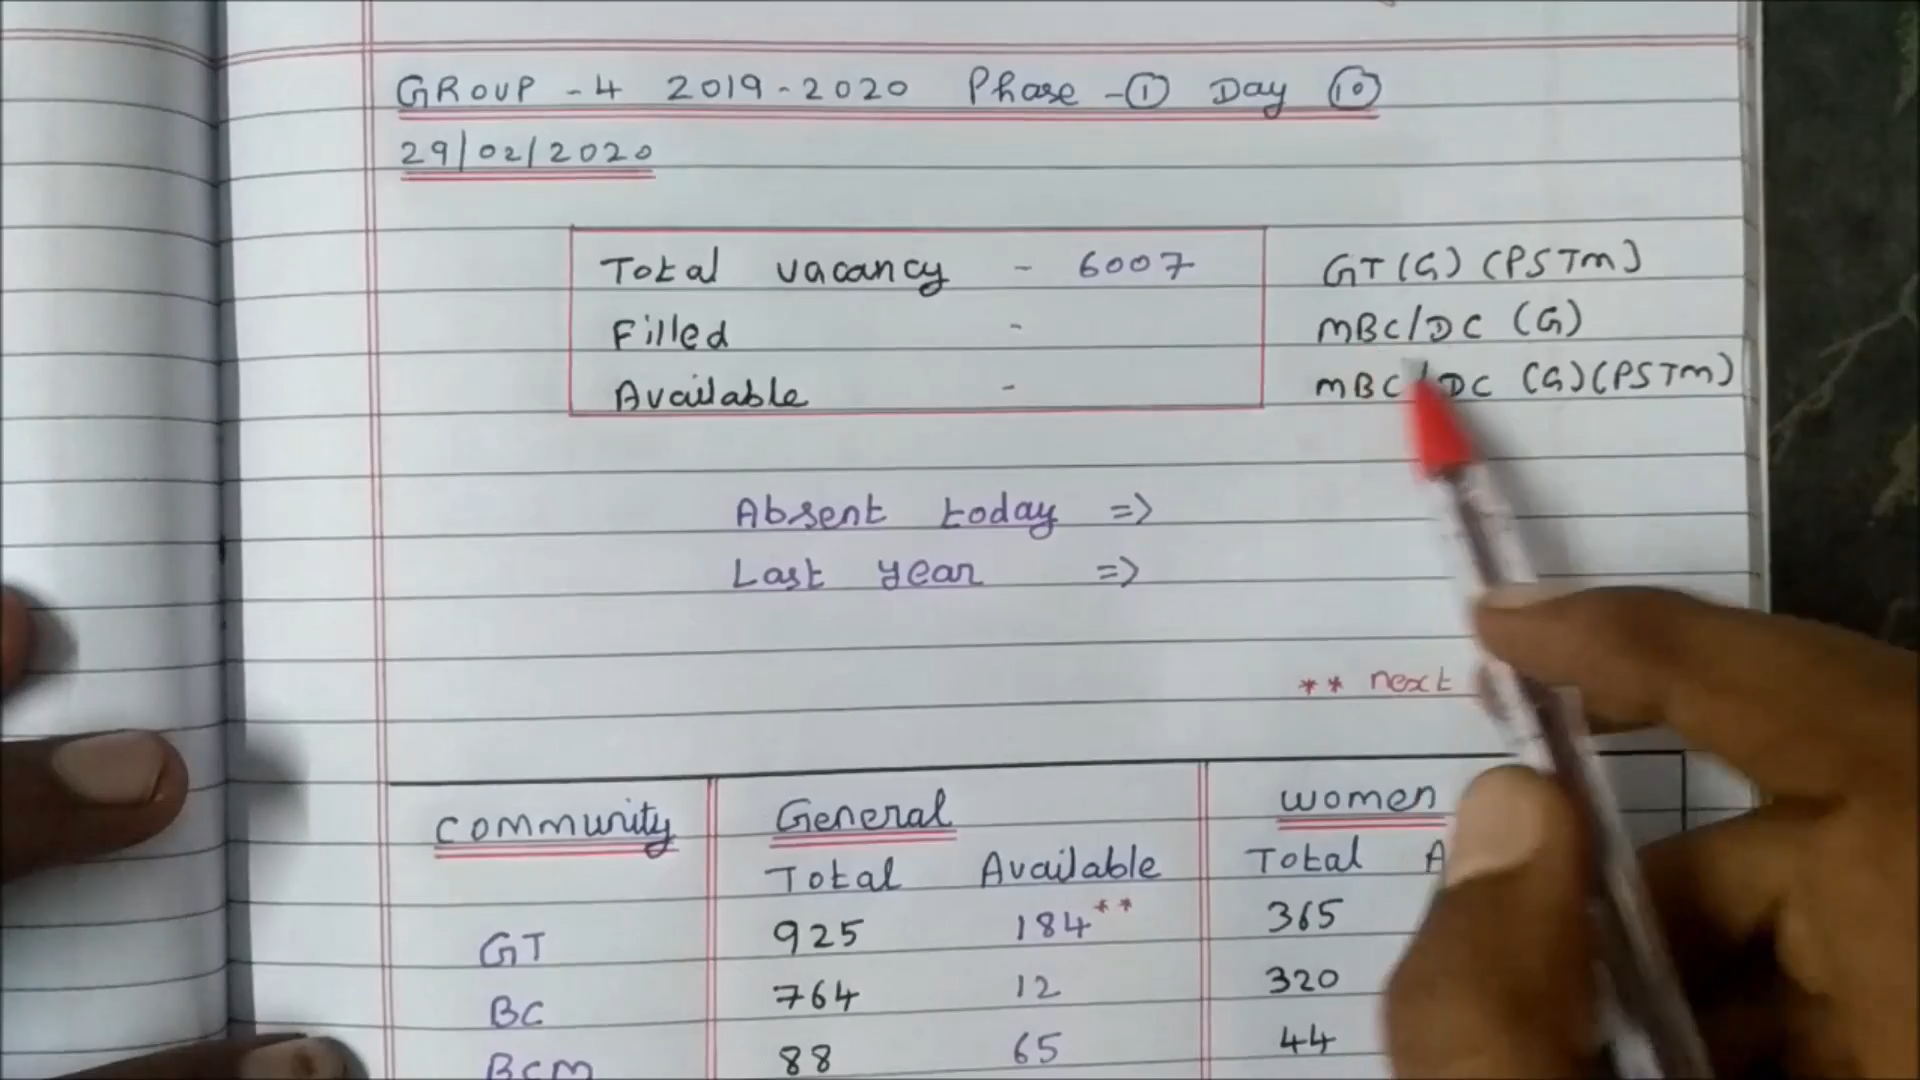 GROUP - 4 2019-2020 Phase - ① Day ⑩
29/02/2020
Total vacancy - 6007
Filled -
Available -
GT (G) (PSTM)
MBC/DC (G)
MBC/DC (G) (PSTM)
Absent today =>
Last year =>
** next
Community General Women
Total Available Total A
GT 925 184** 365
BC 764 12 320
BCM 88 65 44